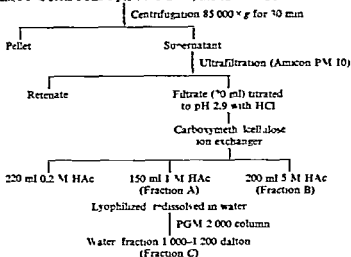 Centrifugation 85 000 × g for 30 min
Pellet Supernatant
Ultrafiltration (Amicon PM 10)
Retenate Filtrate ( ml) titrated
to pH 2.9 with HCl
Carboxymethylcellulose
ion exchanger
220 ml 0.2 M HAc 150 ml 1 M HAc 200 ml 5 M HAc
(Fraction A) (Fraction B)
Lyophilized redissolved in water
PGM 2 000 column
Water fraction 1 000–1 200 dalton
(Fraction C)